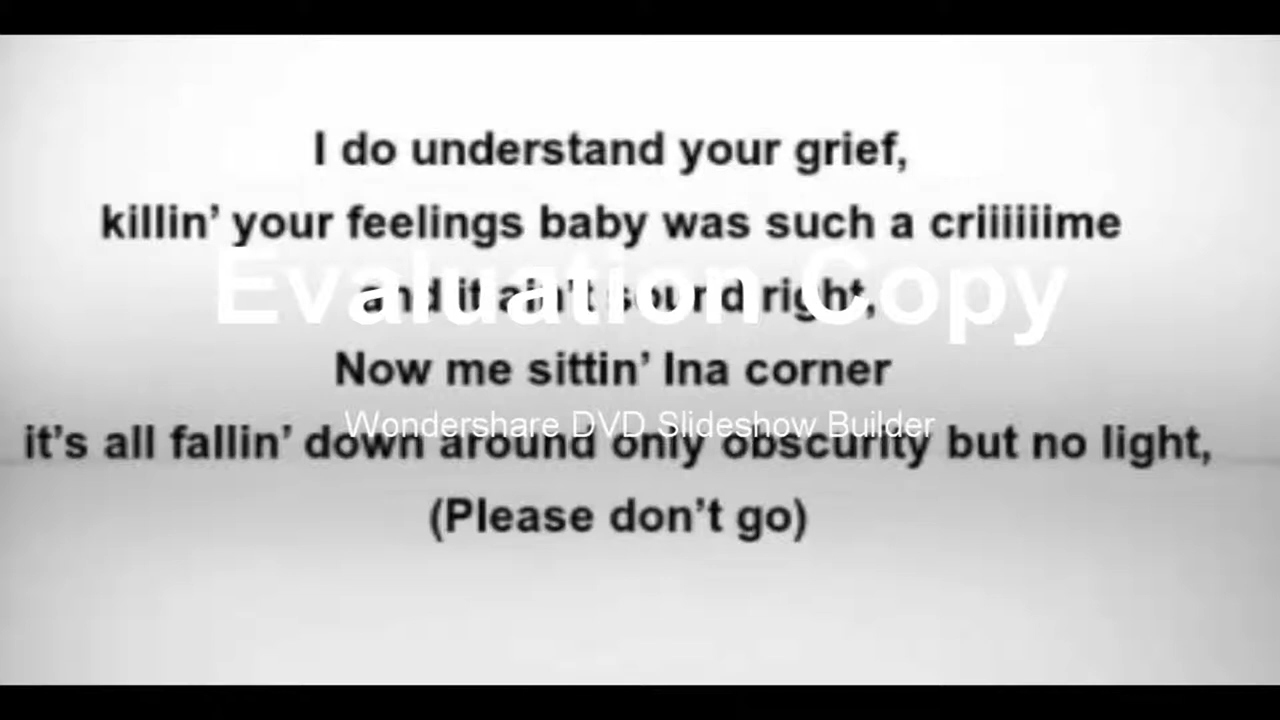 I do understand your grief,
killin’ your feelings baby was such a criiiiiime
and it ain’t sound right,
Evaluation Copy
Now me sittin’ Ina corner
Wondershare DVD Slideshow Builder
it’s all fallin’ down around only obscurity but no light,
(Please don’t go)